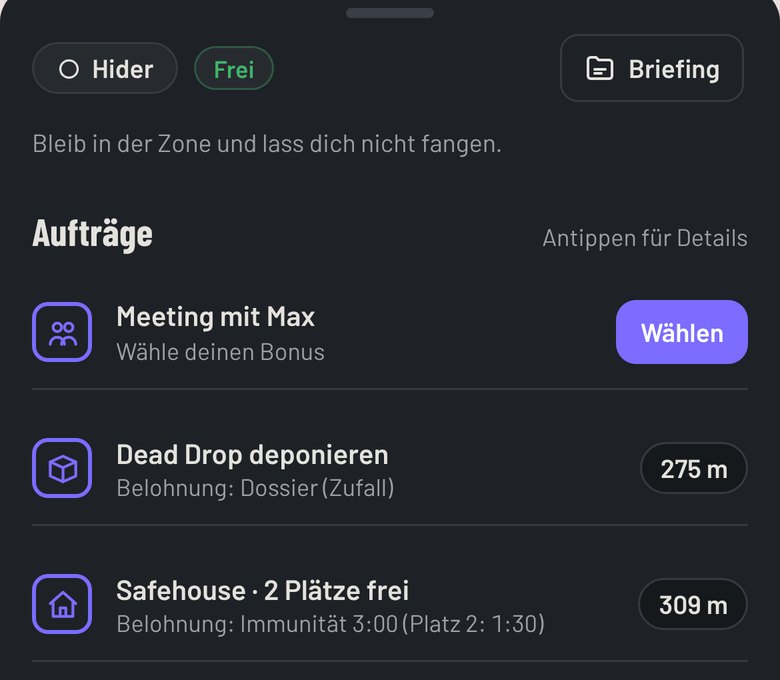 Hider
Frei
Briefing
Bleib in der Zone und lass dich nicht fangen.
Aufträge
Antippen für Details
Meeting mit Max
Wähle deinen Bonus
Wählen
Dead Drop deponieren
Belohnung: Dossier (Zufall)
275 m
Safehouse · 2 Plätze frei
Belohnung: Immunität 3:00 (Platz 2: 1:30)
309 m